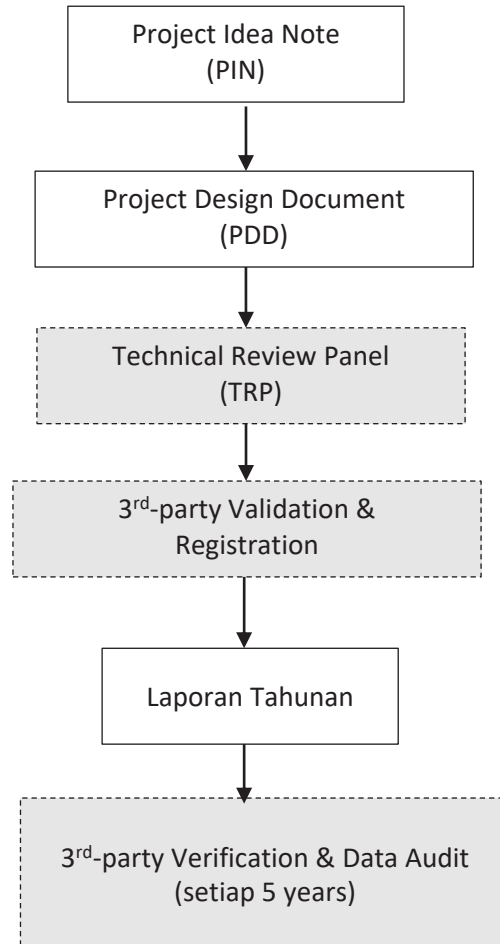 Project Idea Note
(PIN)
Project Design Document
(PDD)
Technical Review Panel
(TRP)
3rd-party Validation &
Registration
Laporan Tahunan
3rd-party Verification & Data Audit
(setiap 5 years)